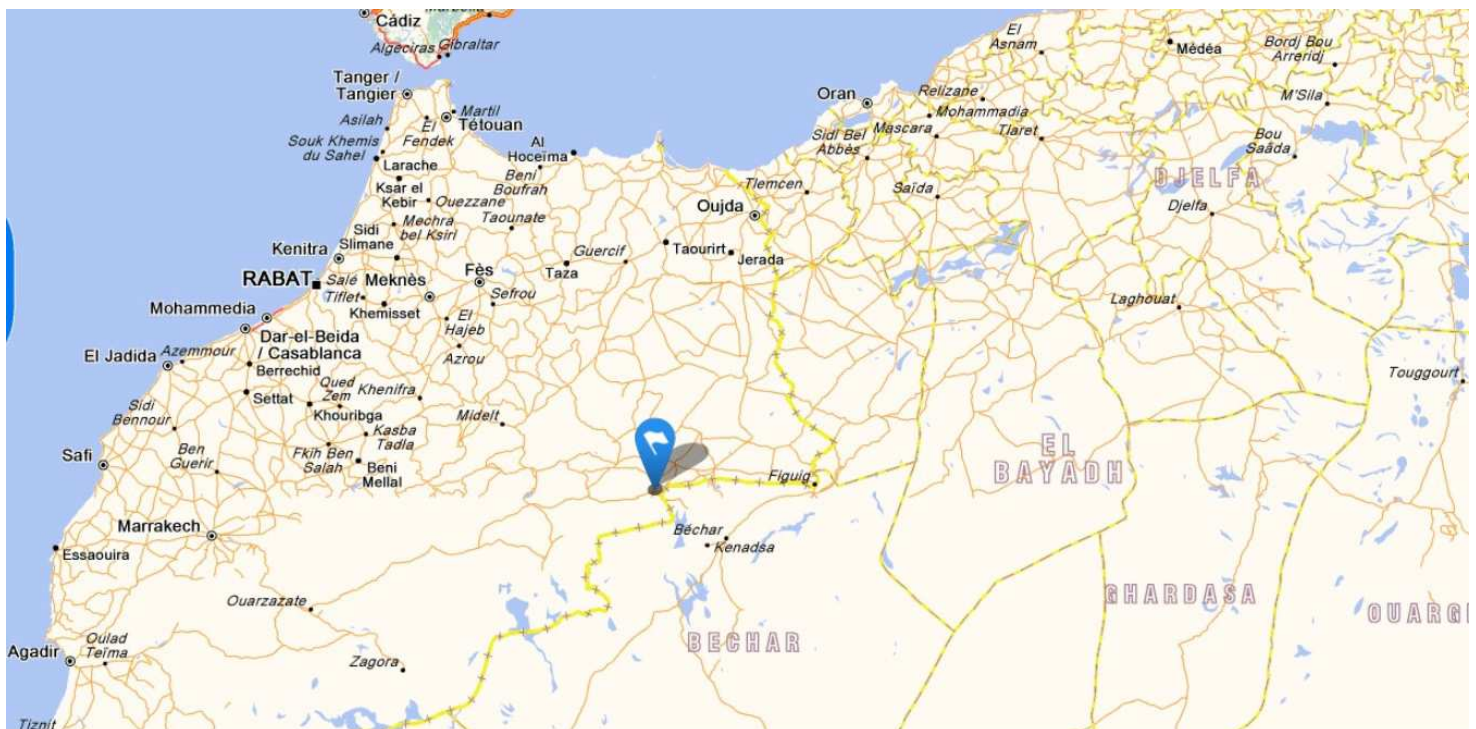 Cádiz
Algeciras
Gibraltar
Tanger /
Tangier
Martil
Asilah
El
Fendek
Tétouan
Souk Khemis
du Sahel
Larache
Al
Hoceïma
Ksar el
Kebir
Beni
Boufrah
Ouezzane
Taounate
Mechra
bel Ksiri
Sidi
Slimane
Kenitra
RABAT
Salé
Tiflet
Meknès
Fès
Sefrou
Khemisset
Taza
Guercif
Taourirt
Jerada
Oujda
Tlemcen
Oran
Sidi Bel
Abbès
Mascara
Relizane
Mohammadia
Tiaret
Saïda
El
Asnam
Médéa
Bordj Bou
Arreridj
M'Sila
Bou
Saâda
DJELFA
Djelfa
Laghouat
Touggourt
Mohammedia
Dar-el-Beida
/ Casablanca
El Jadida
Azemmour
Berrechid
El
Hajeb
Azrou
Settat
Oued
Zem
Khenifra
Khouribga
Kasba
Tadla
Midelt
Sidi
Bennour
Ben
Guerir
Fkih Ben
Salah
Beni
Mellal
Safi
Marrakech
Essaouira
Figuig
EL
BAYADH
Béchar
Kenadsa
Ouarzazate
GHARDASA
OUARG
BECHAR
Zagora
Agadir
Oulad
Teïma
Tiznit